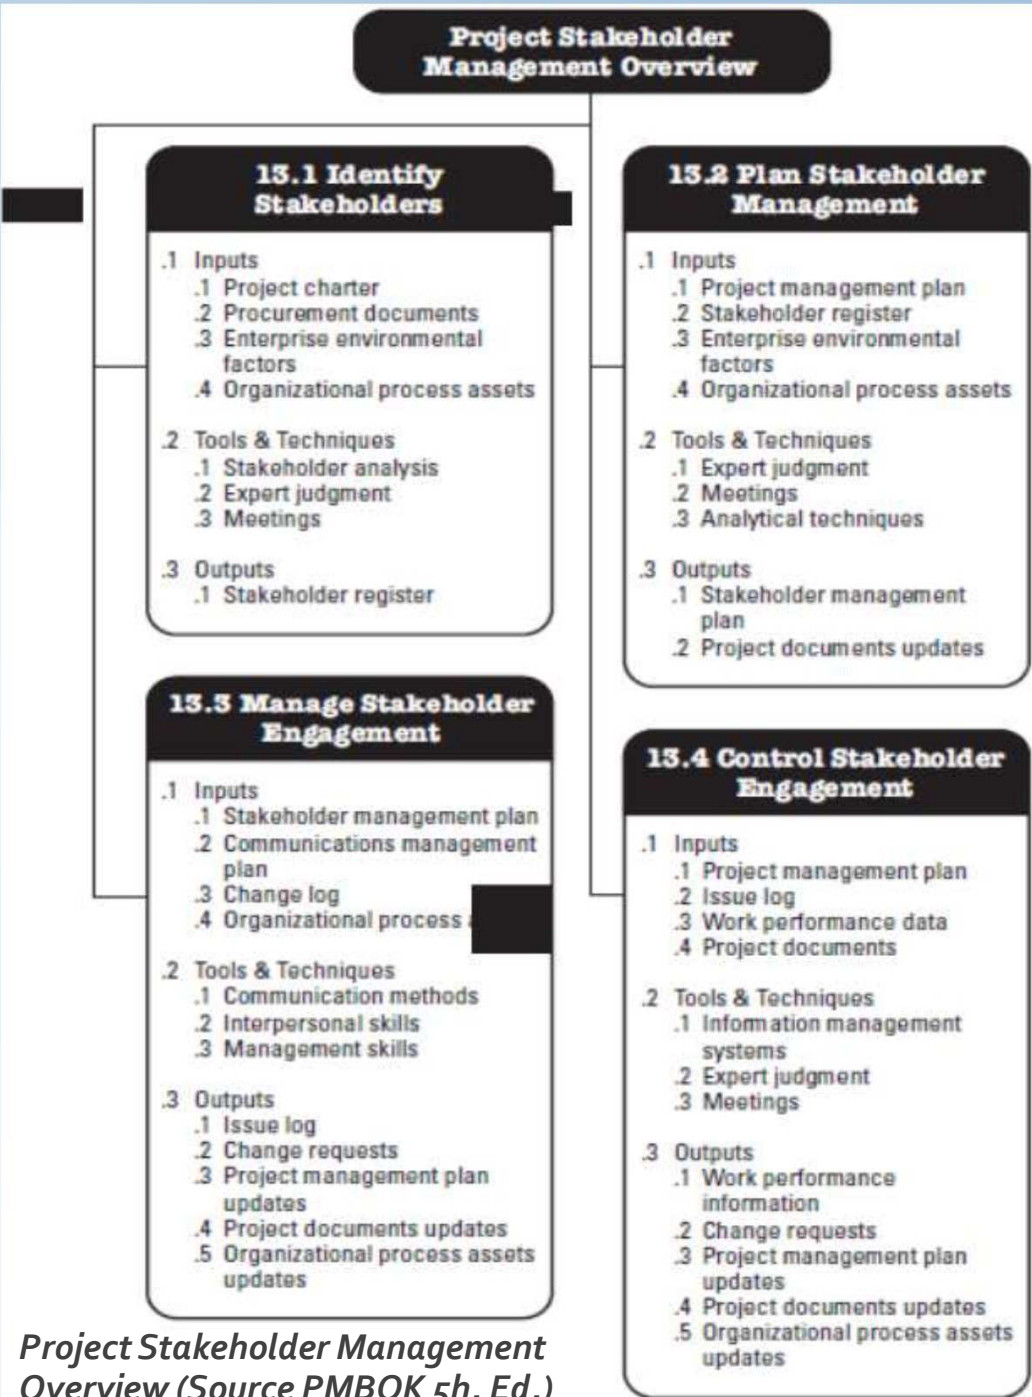 Project Stakeholder
Management Overview
13.1 Identify
Stakeholders
.1 Inputs
.1 Project charter
.2 Procurement documents
.3 Enterprise environmental
factors
.4 Organizational process assets
.2 Tools & Techniques
.1 Stakeholder analysis
.2 Expert judgment
.3 Meetings
.3 Outputs
.1 Stakeholder register
13.2 Plan Stakeholder
Management
.1 Inputs
.1 Project management plan
.2 Stakeholder register
.3 Enterprise environmental
factors
.4 Organizational process assets
.2 Tools & Techniques
.1 Expert judgment
.2 Meetings
.3 Analytical techniques
.3 Outputs
.1 Stakeholder management
plan
.2 Project documents updates
13.3 Manage Stakeholder
Engagement
.1 Inputs
.1 Stakeholder management plan
.2 Communications management
plan
.3 Change log
.4 Organizational process
.2 Tools & Techniques
.1 Communication methods
.2 Interpersonal skills
.3 Management skills
.3 Outputs
.1 Issue log
.2 Change requests
.3 Project management plan
updates
.4 Project documents updates
.5 Organizational process assets
updates
13.4 Control Stakeholder
Engagement
.1 Inputs
.1 Project management plan
.2 Issue log
.3 Work performance data
.4 Project documents
.2 Tools & Techniques
.1 Information management
systems
.2 Expert judgment
.3 Meetings
.3 Outputs
.1 Work performance
information
.2 Change requests
.3 Project management plan
updates
.4 Project documents updates
.5 Organizational process assets
updates
Project Stakeholder Management
Overview (Source PMBOK 5h. Ed.)